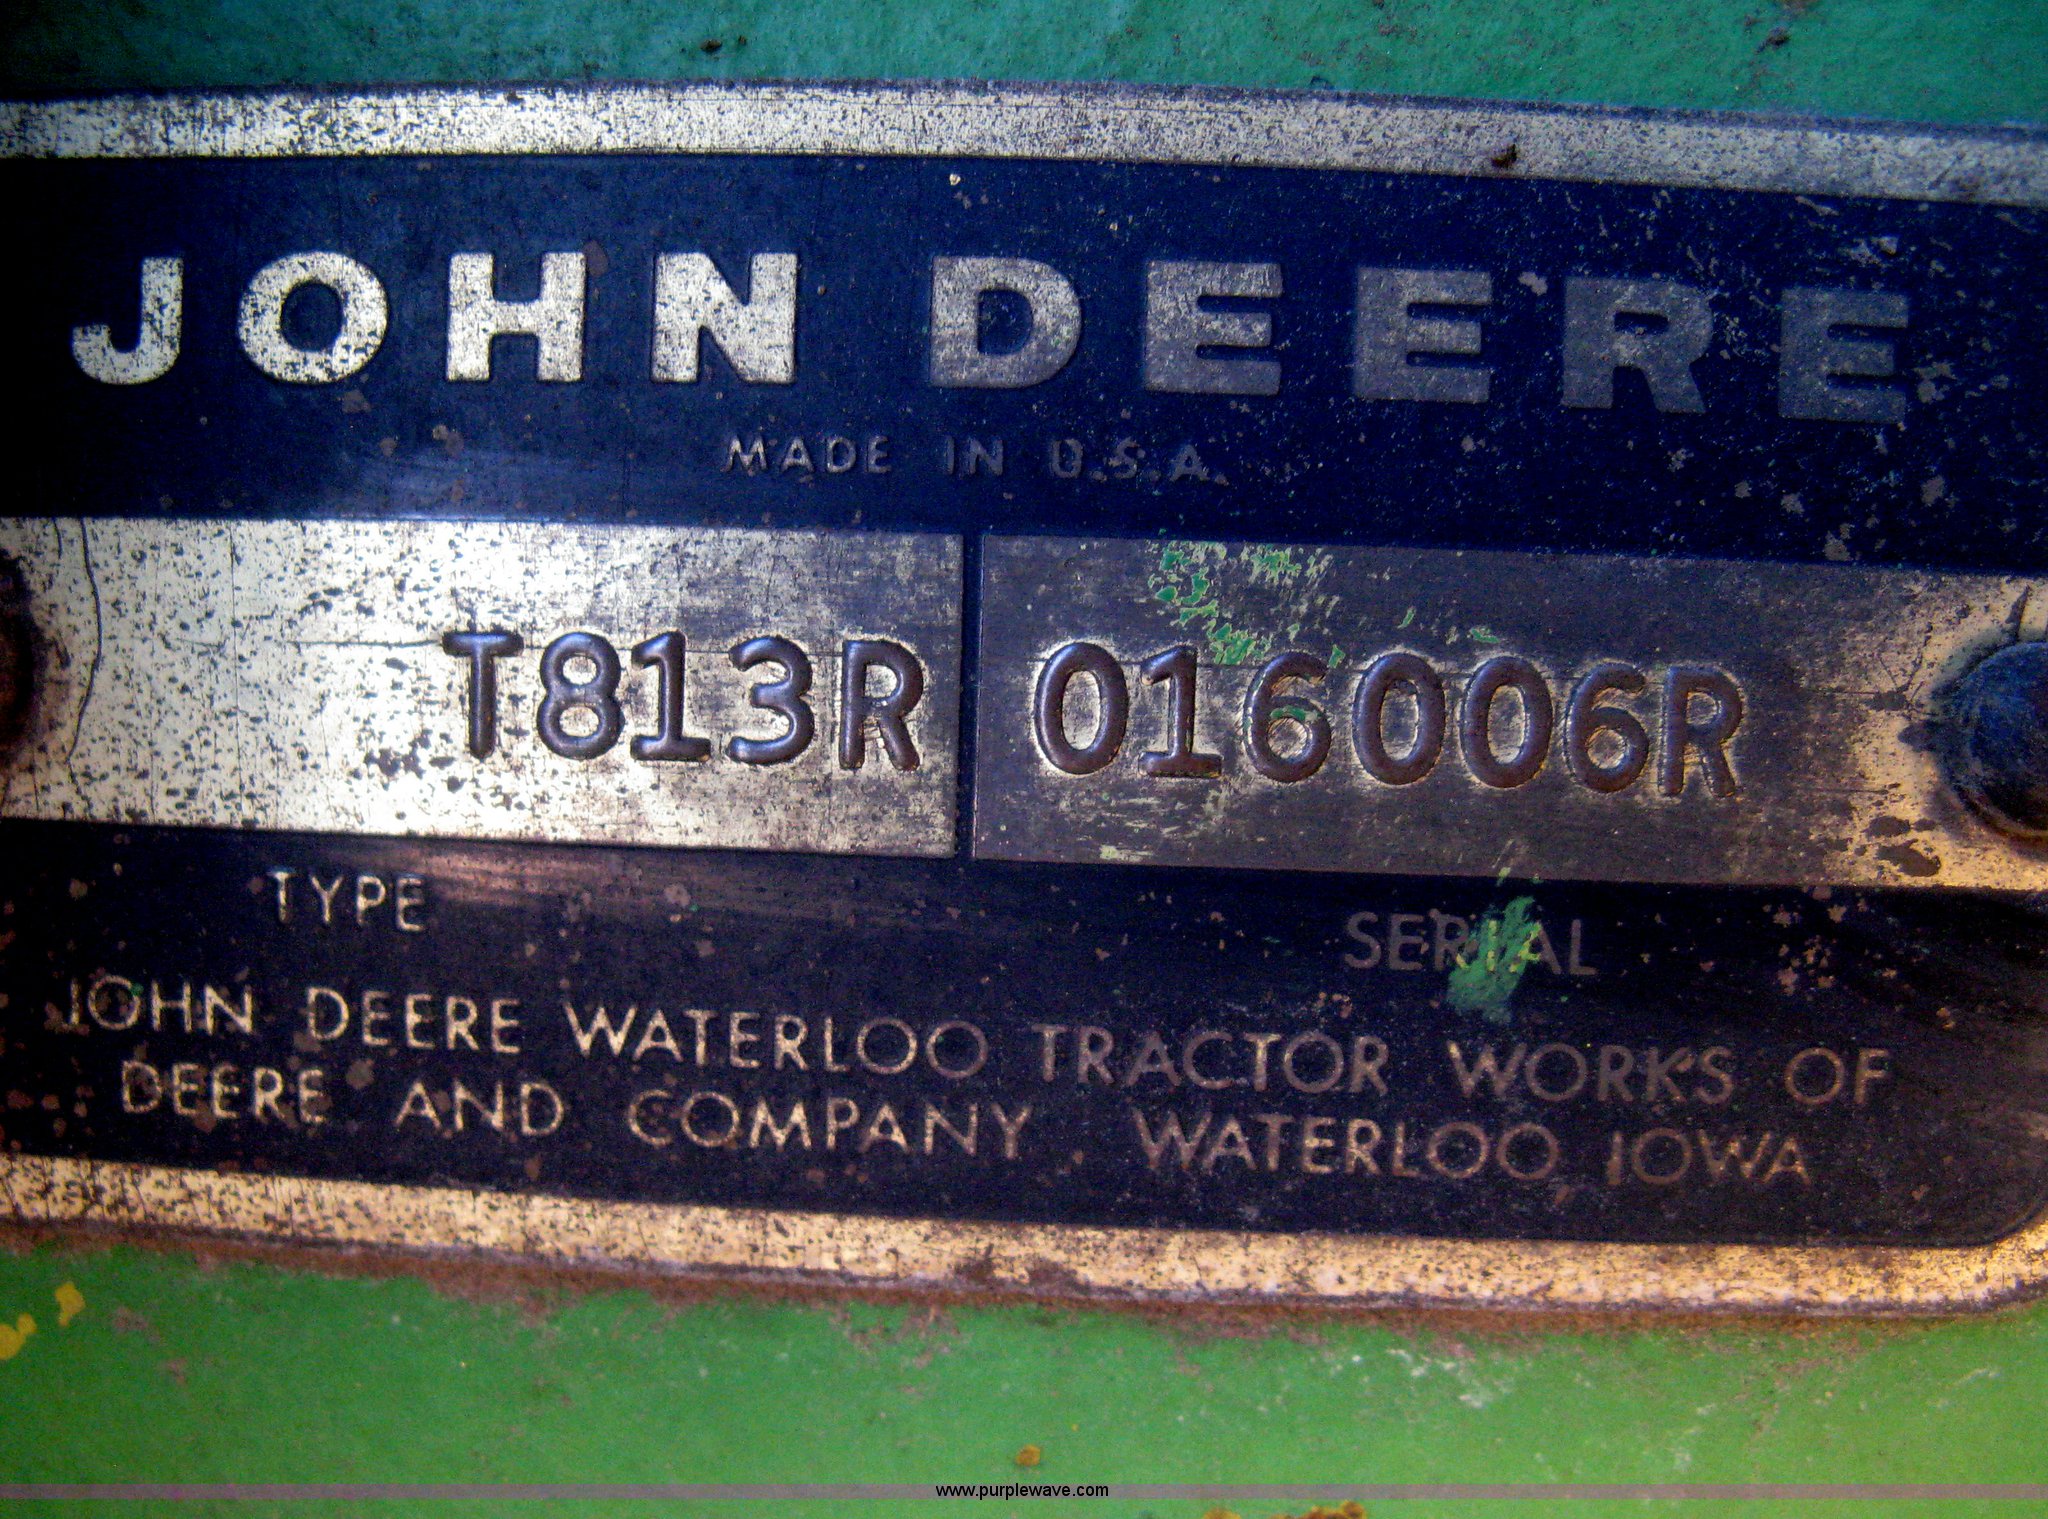 JOHN DEERE
MADE IN U.S.A.
T813R 016006R
TYPE SERIAL
JOHN DEERE WATERLOO TRACTOR WORKS OF
DEERE AND COMPANY, WATERLOO, IOWA
www.purplewave.com